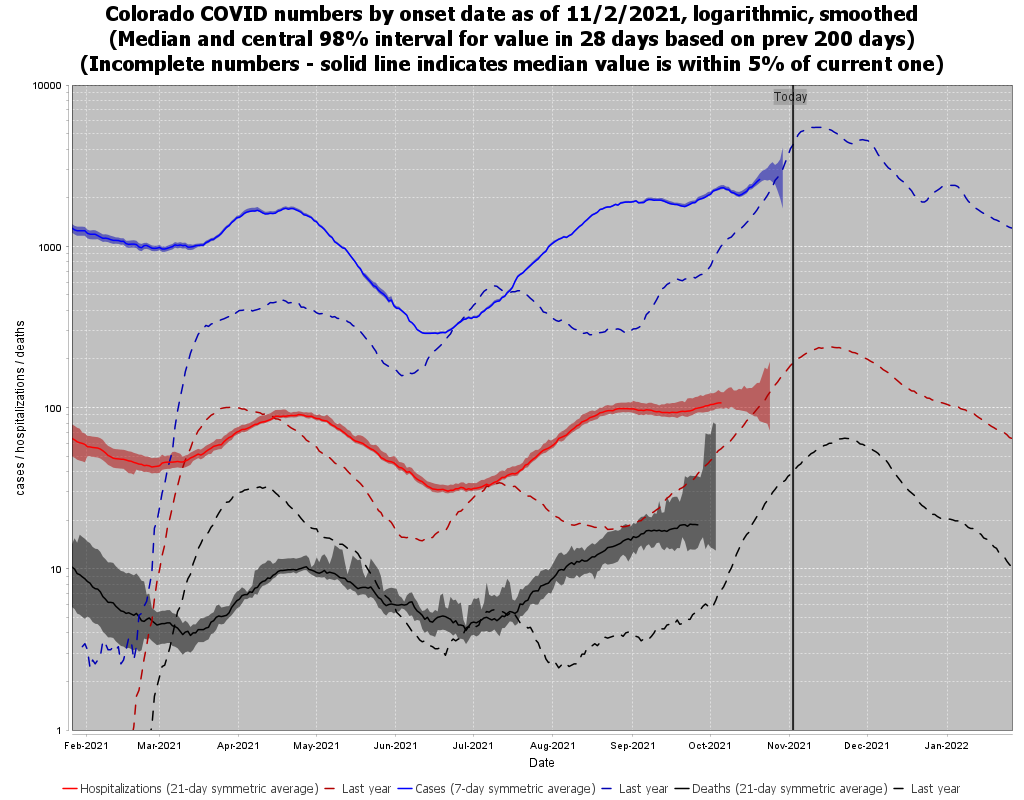 Colorado COVID numbers by onset date as of 11/2/2021, logarithmic, smoothed
(Median and central 98% interval for value in 28 days based on prev 200 days)
(Incomplete numbers - solid line indicates median value is within 5% of current one)
Today
10000
1000
100
10
1
cases / hospitalizations / deaths
Feb-2021 Mar-2021 Apr-2021 May-2021 Jun-2021 Jul-2021 Aug-2021 Sep-2021 Oct-2021 Nov-2021 Dec-2021 Jan-2022
Date
Hospitalizations (21-day symmetric average) Last year Cases (7-day symmetric average) Last year Deaths (21-day symmetric average) Last year